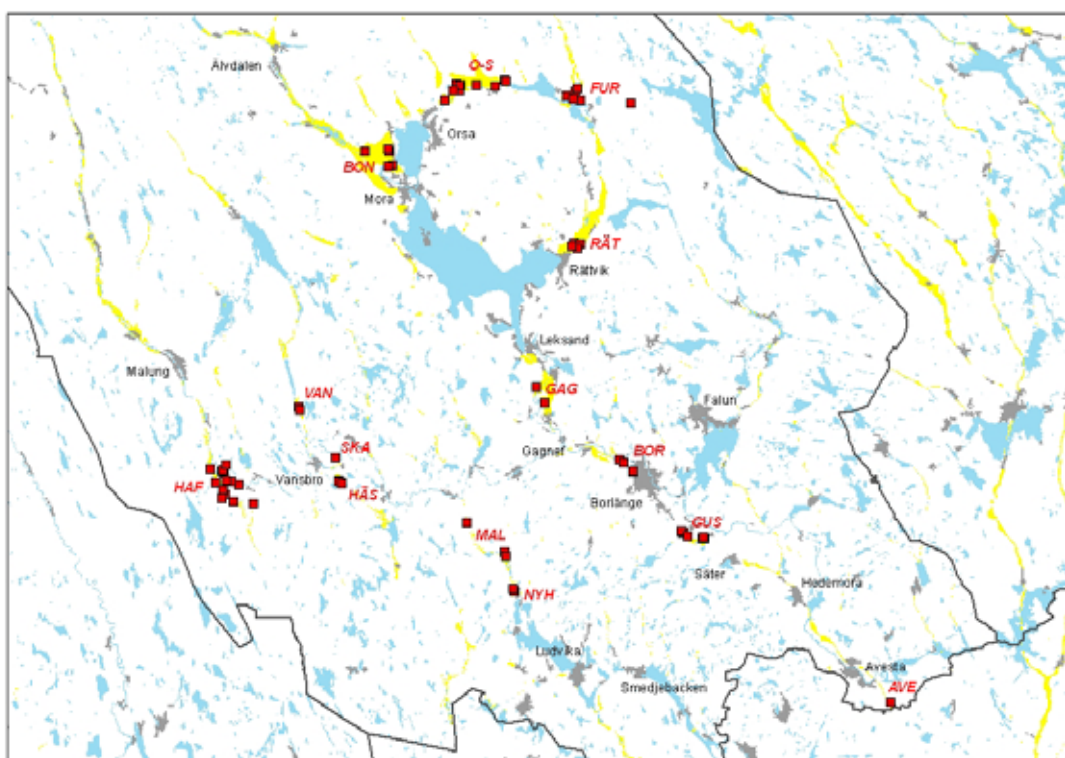 Älvdalen
O-S
FUR
Orsa
BON
Mora
RÄT
Rättvik
Leksand
Malung
VAN
GAG
Falun
SKA
Gagnef
BOR
HAF
Vansbro
HÄS
Borlänge
MAL
GUS
Säter
Hedemora
NYH
Ludvika
Smedjebacken
Avesta
AVE